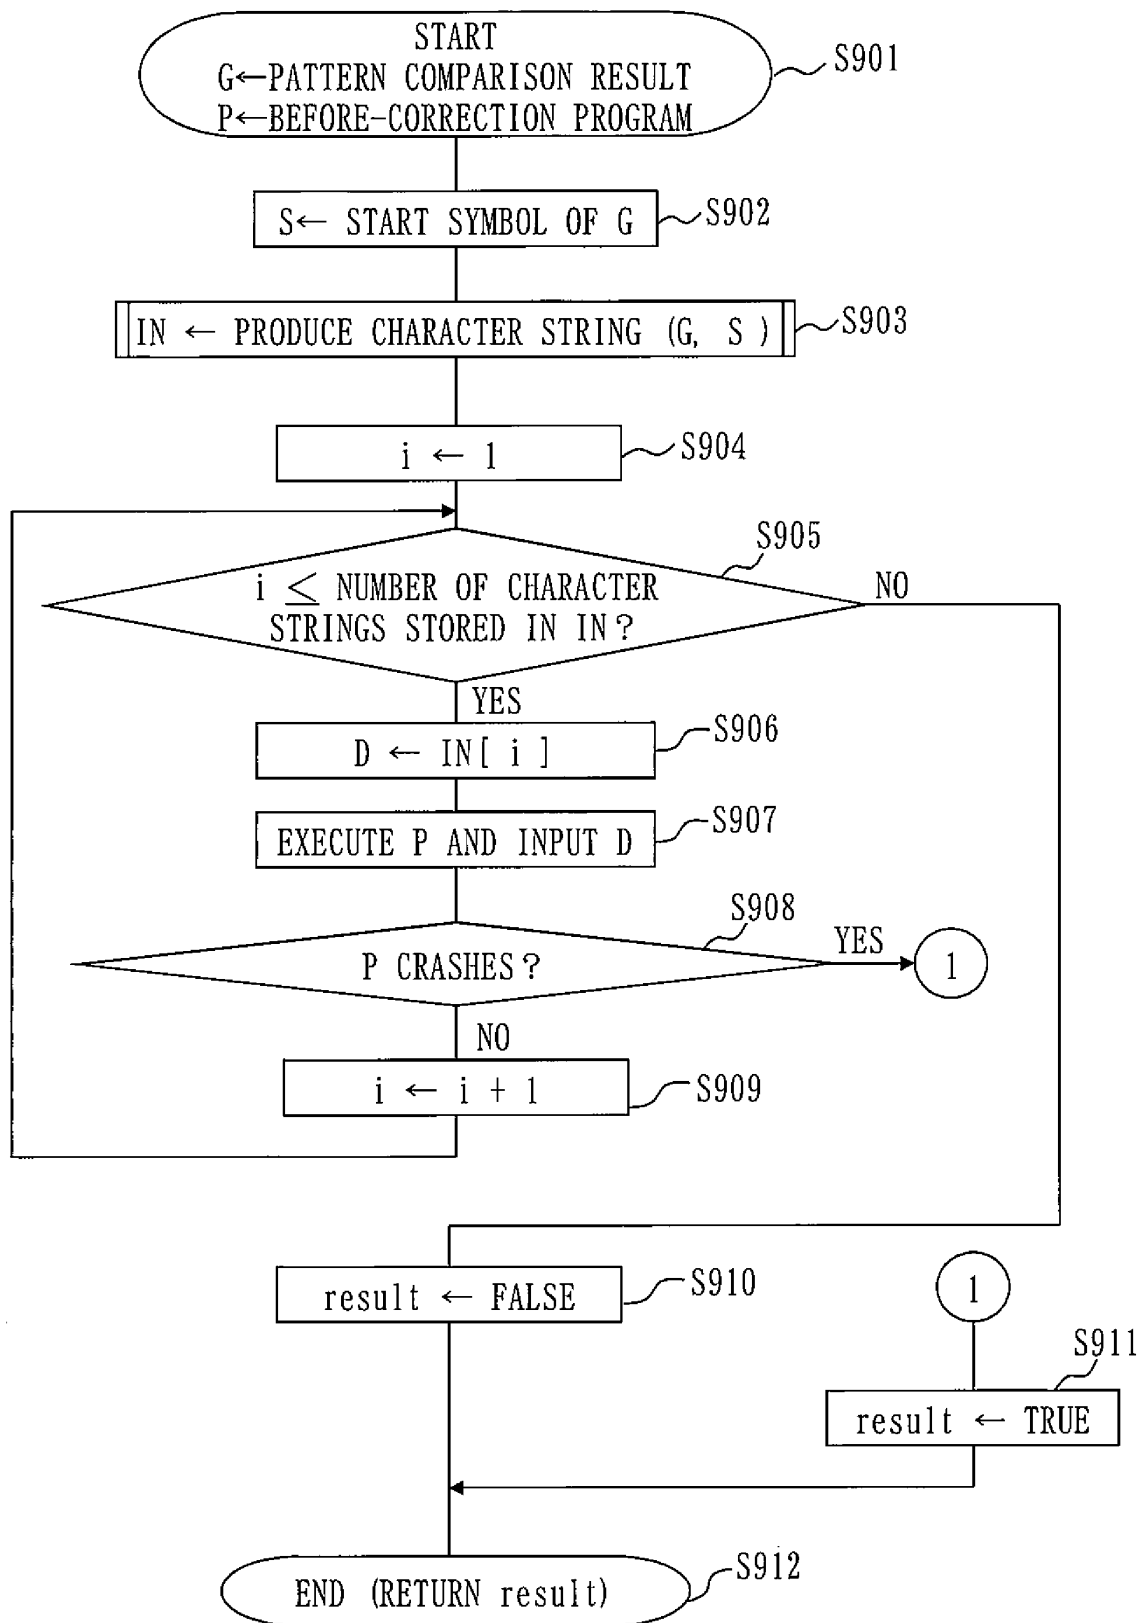 START
G←PATTERN COMPARISON RESULT
P←BEFORE-CORRECTION PROGRAM
S901
S← START SYMBOL OF G
S902
IN ← PRODUCE CHARACTER STRING (G, S )
S903
i ← 1
S904
S905
i ≤ NUMBER OF CHARACTER
STRINGS STORED IN IN?
NO
YES
D ← IN[ i ]
S906
EXECUTE P AND INPUT D
S907
S908
P CRASHES?
YES
1
NO
i ← i + 1
S909
result ← FALSE
S910
1
S911
result ← TRUE
END (RETURN result)
S912